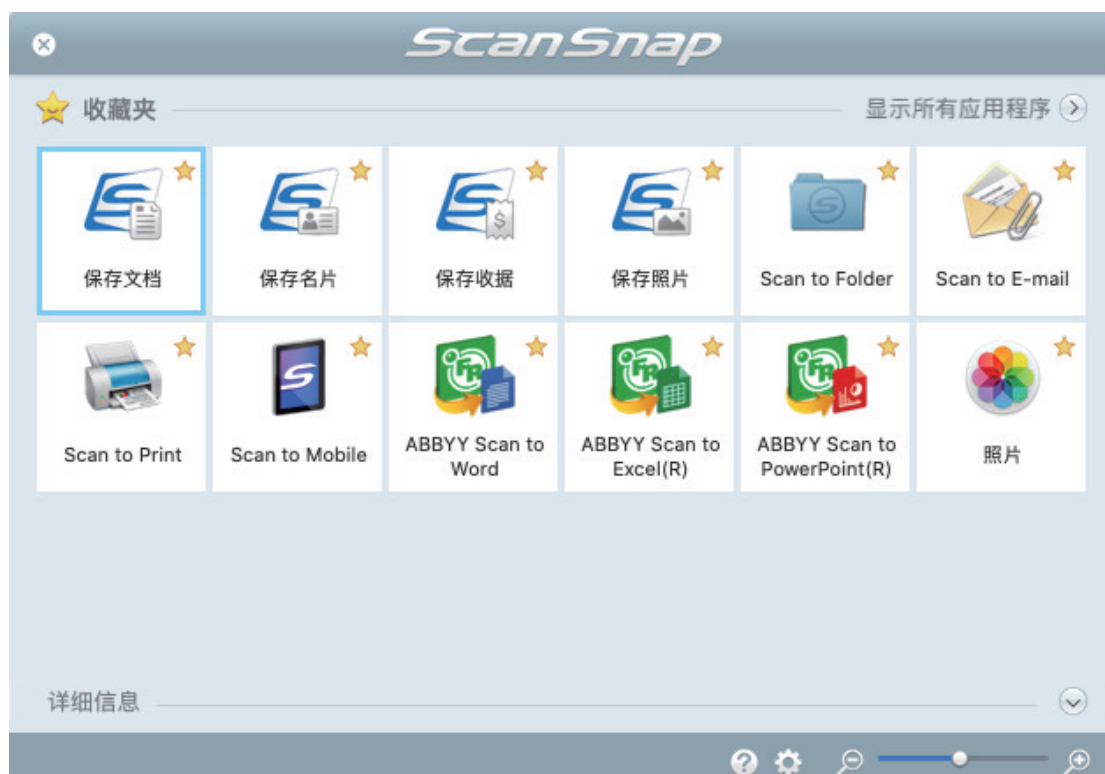 ScanSnap
收藏夹
显示所有应用程序
保存文档
保存名片
保存收据
保存照片
Scan to Folder
Scan to E-mail
Scan to Print
Scan to Mobile
ABBYY Scan to
Word
ABBYY Scan to
Excel(R)
ABBYY Scan to
PowerPoint(R)
照片
详细信息